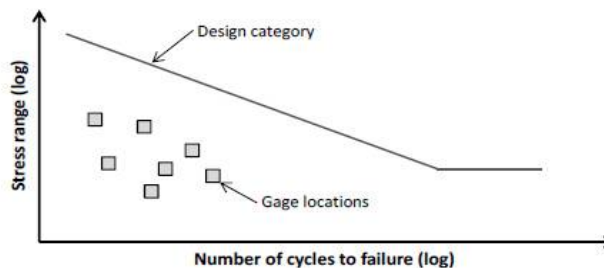 Design category
Stress range (log)
Gage locations
Number of cycles to failure (log)